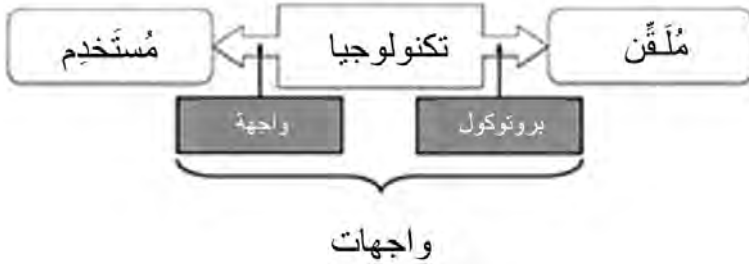 مُلَقِّن
تكنولوجيا
مُستَخدِم
بروتوكول
واجهة
واجهات